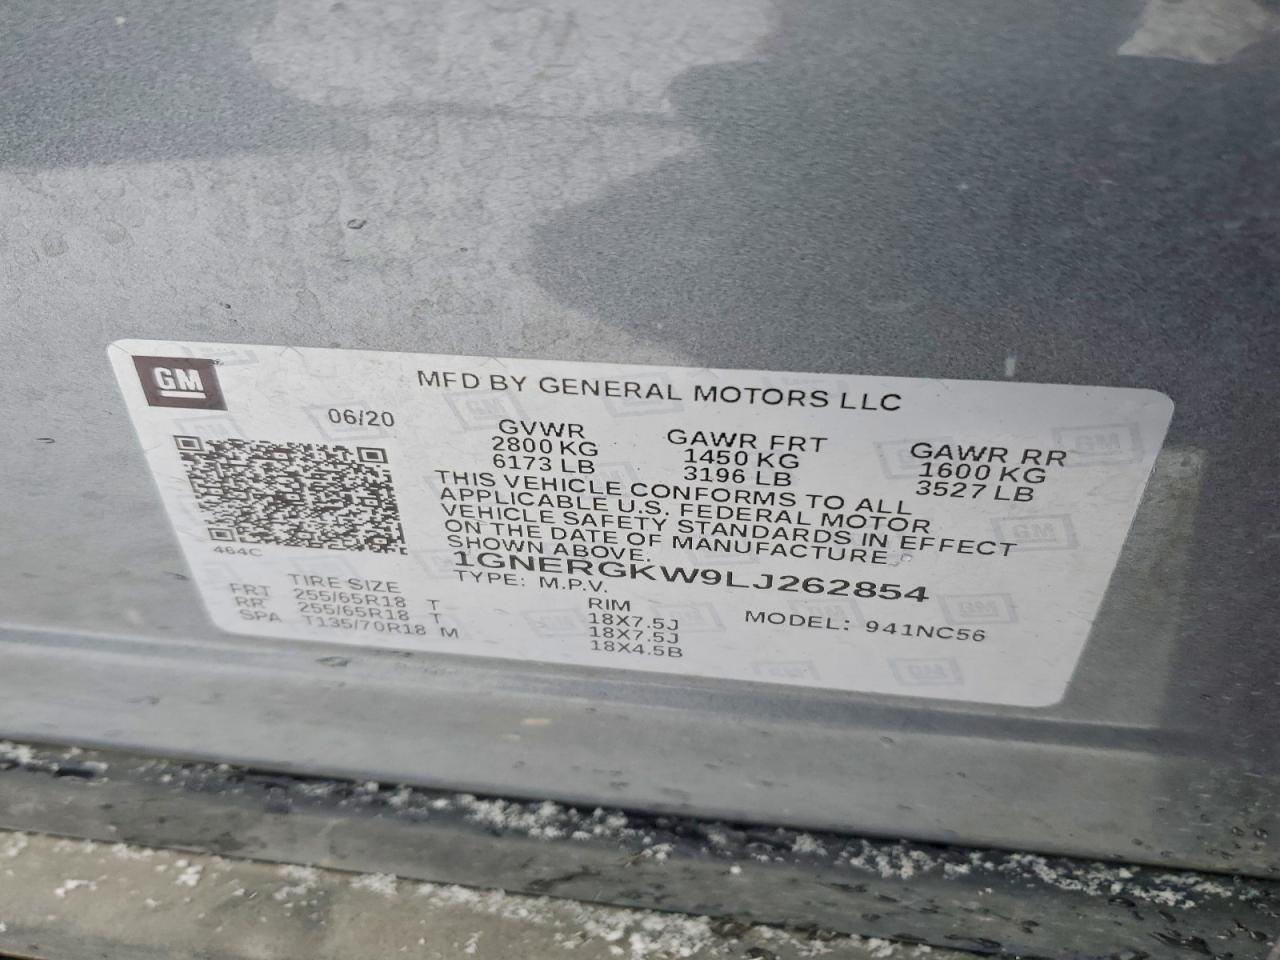 GM
MFD BY GENERAL MOTORS LLC
06/20
GVWR GAWR FRT GAWR RR
2800 KG 1450 KG 1600 KG
6173 LB 3196 LB 3527 LB
THIS VEHICLE CONFORMS TO ALL
APPLICABLE U.S. FEDERAL MOTOR
VEHICLE SAFETY STANDARDS IN EFFECT
ON THE DATE OF MANUFACTURE
SHOWN ABOVE.
464C
1GNERGKW9LJ262854
TYPE: M.P.V.
MODEL: 941NC56
TIRE SIZE RIM
FRT 255/65R18 T 18X7.5J
RR 255/65R18 T 18X7.5J
SPA T135/70R18 M 18X4.5B